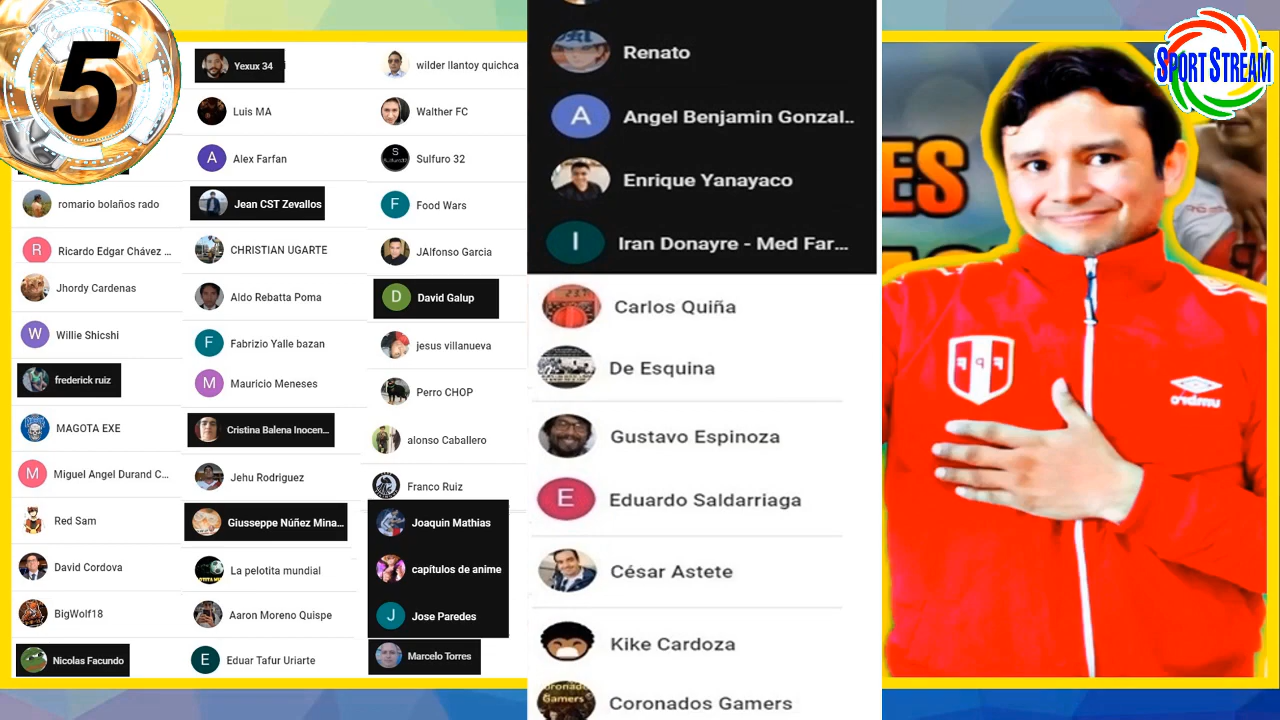 5
romario bolaños rado
Ricardo Edgar Chávez ...
Jhordy Cardenas
Willie Shicshi
frederick ruiz
MAGOTA EXE
Miguel Angel Durand C...
Red Sam
David Cordova
BigWolf18
Nicolas Facundo
Yexux 34
Luis MA
Alex Farfan
Jean CST Zevallos
CHRISTIAN UGARTE
Aldo Rebatta Poma
Fabrizio Yalle bazan
Mauricio Meneses
Cristina Balena Inocen...
Jehu Rodriguez
Giusseppe Núñez Mina...
La pelotita mundial
Aaron Moreno Quispe
Eduar Tafur Uriarte
wilder llantoy quichca
Walther FC
Sulfuro 32
Food Wars
JAlfonso Garcia
David Galup
jesus villanueva
Perro CHOP
alonso Caballero
Franco Ruiz
Joaquin Mathias
capítulos de anime
Jose Paredes
Marcelo Torres
Renato
Angel Benjamin Gonzal..
Enrique Yanayaco
Iran Donayre - Med Far...
Carlos Quiña
De Esquina
Gustavo Espinoza
Eduardo Saldarriaga
César Astete
Kike Cardoza
Coronados Gamers
SPORT STREAM
ES
FPF
umbro
R
W
M
A
F
M
E
S
F
D
J
A
I
E
Coronados
Gamers